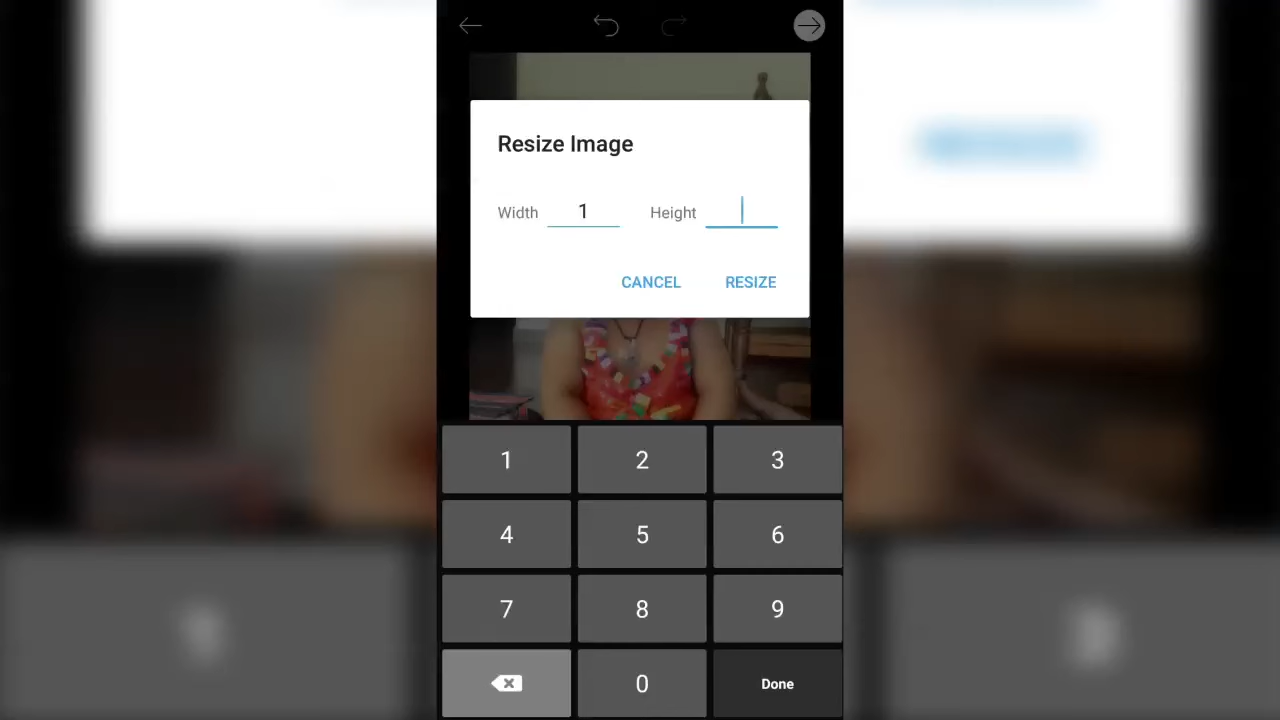 Resize Image
Width 1 Height
CANCEL RESIZE
1 2 3
4 5 6
7 8 9
0 Done